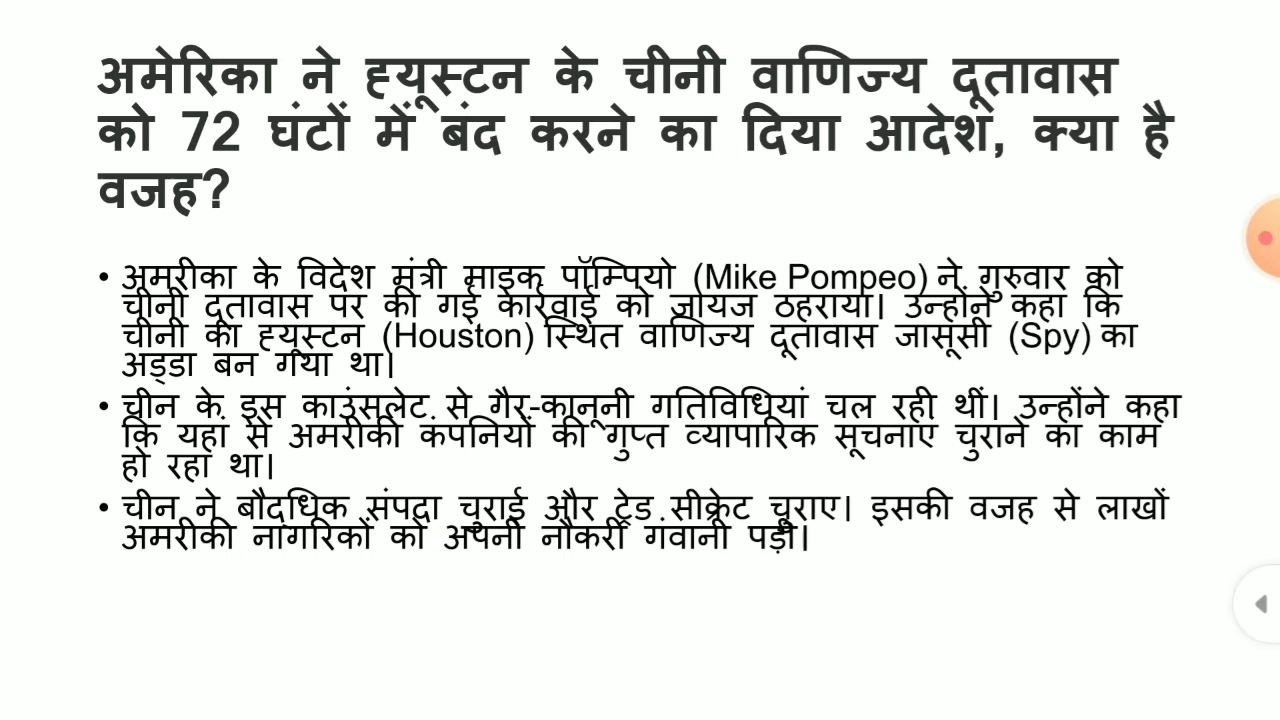 अमेरिका ने ह्यूस्टन के चीनी वाणिज्य दूतावास
को 72 घंटों में बंद करने का दिया आदेश, क्या है
वजह?
• अमरीका के विदेश मंत्री माइक पॉम्पियो (Mike Pompeo) ने गुरुवार को
चीनी दूतावास पर की गई कार्रवाई को जायज ठहराया। उन्होंने कहा कि
चीनी का ह्यूस्टन (Houston) स्थित वाणिज्य दूतावास जासूसी (Spy) का
अड्डा बन गया था।
• चीन के इस काउंसलेट से गैर-कानूनी गतिविधियां चल रही थीं। उन्होंने कहा
कि यहां से अमरीकी कंपनियों की गुप्त व्यापारिक सूचनाएं चुराने का काम
हो रहा था।
• चीन ने बौद्धिक संपदा चुराई और ट्रेड सीक्रेट चुराए। इसकी वजह से लाखों
अमरीकी नागरिकों को अपनी नौकरी गंवानी पड़ी।